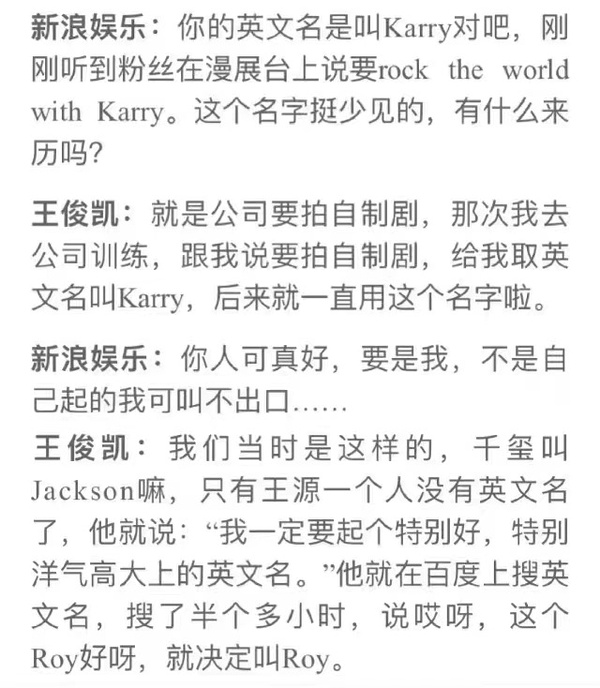 新浪娱乐：你的英文名是叫Karry对吧，刚
刚听到粉丝在漫展台上说要rock the world
with Karry。这个名字挺少见的，有什么来
历吗？
王俊凯：就是公司要拍自制剧，那次我去
公司训练，跟我说要拍自制剧，给我取英
文名叫Karry，后来就一直用这个名字啦。
新浪娱乐：你人可真好，要是我，不是自
己起的我可叫不出口……
王俊凯：我们当时是这样的，千玺叫
Jackson嘛，只有王源一个人没有英文名
了，他就说：“我一定要起个特别好，特别
洋气高大上的英文名。”他就在百度上搜英
文名，搜了半个多小时，说哎呀，这个
Roy好呀，就决定叫Roy。